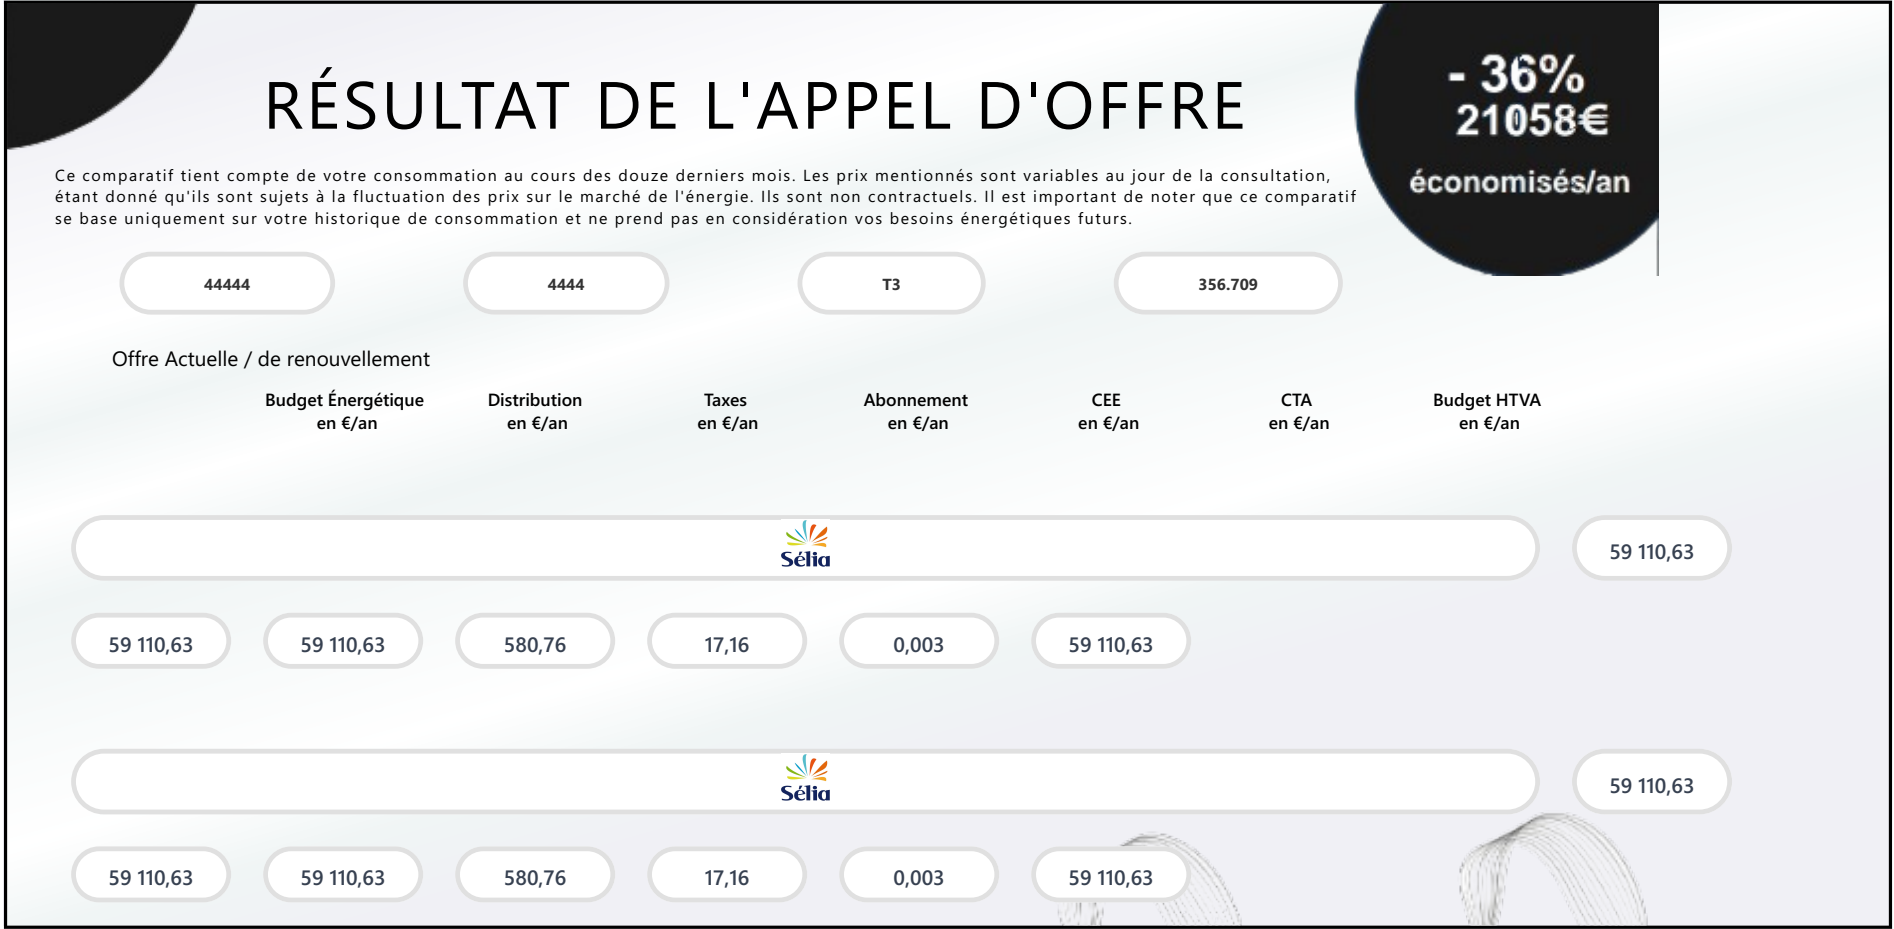 - 36%
21058€
économisés/an
RÉSULTAT DE L'APPEL D'OFFRE
Ce comparatif tient compte de votre consommation au cours des douze derniers mois. Les prix mentionnés sont variables au jour de la consultation,
étant donné qu'ils sont sujets à la fluctuation des prix sur le marché de l'énergie. Ils sont non contractuels. Il est important de noter que ce comparatif
se base uniquement sur votre historique de consommation et ne prend pas en considération vos besoins énergétiques futurs.
44444 4444 T3 356.709
Offre Actuelle / de renouvellement
Budget Énergétique Distribution Taxes Abonnement CEE CTA Budget HTVA
en €/an en €/an en €/an en €/an en €/an en €/an en €/an
Sélia 59 110,63
59 110,63 59 110,63 580,76 17,16 0,003 59 110,63
Sélia 59 110,63
59 110,63 59 110,63 580,76 17,16 0,003 59 110,63